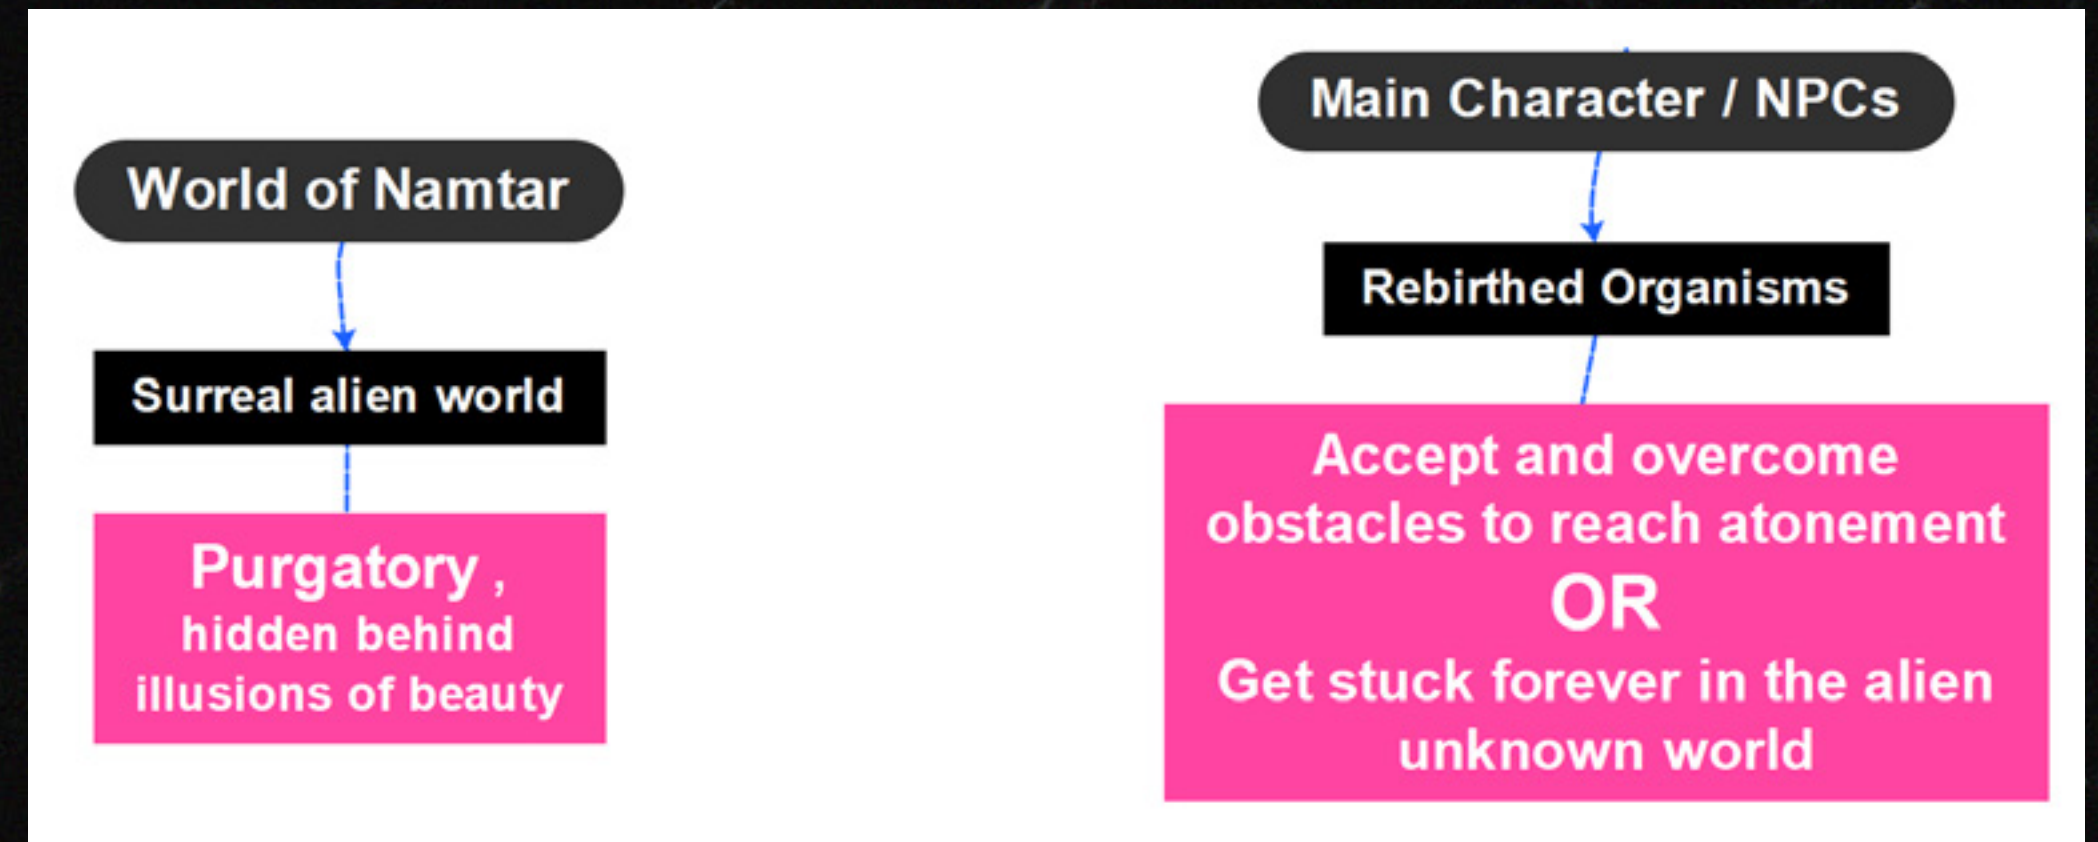 World of Namtar
Surreal alien world
Purgatory ,
hidden behind
illusions of beauty
Main Character / NPCs
Rebirthed Organisms
Accept and overcome
obstacles to reach atonement
OR
Get stuck forever in the alien
unknown world